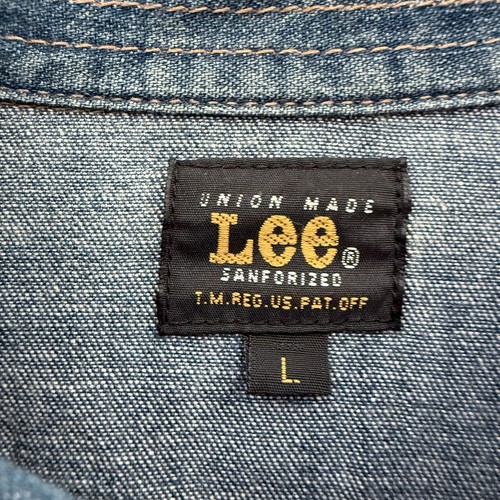 UNION MADE
Lee®
SANFORIZED
T.M.REG.US.PAT.OFF
L